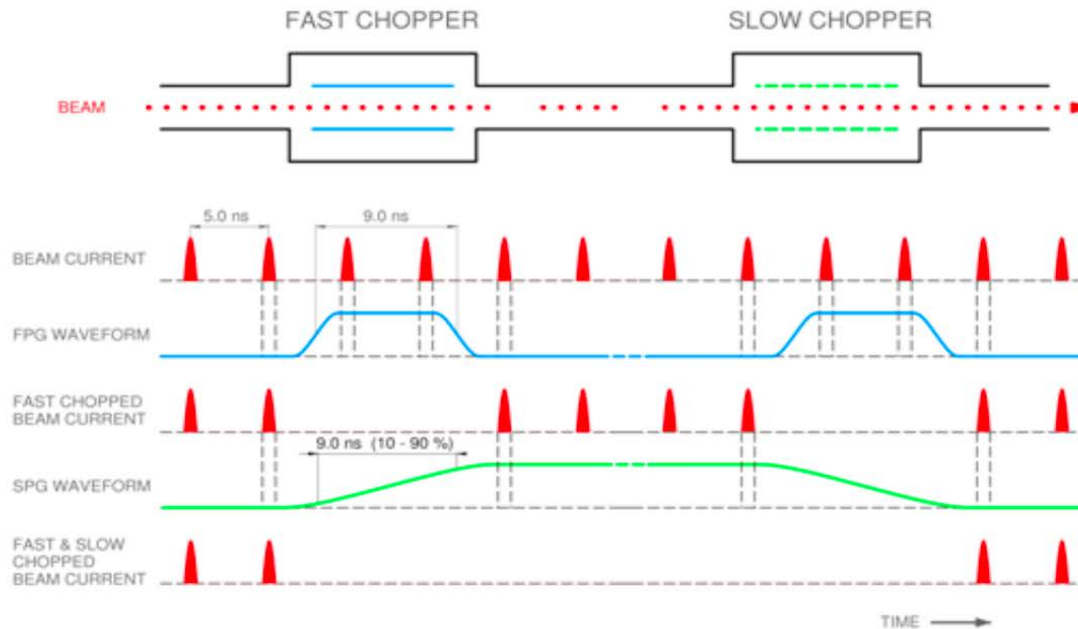 FAST CHOPPER
SLOW CHOPPER
BEAM
5.0 ns
9.0 ns
BEAM CURRENT
FPG WAVEFORM
FAST CHOPPED
BEAM CURRENT
9.0 ns (10 - 90 %)
SPG WAVEFORM
FAST & SLOW
CHOPPED
BEAM CURRENT
TIME